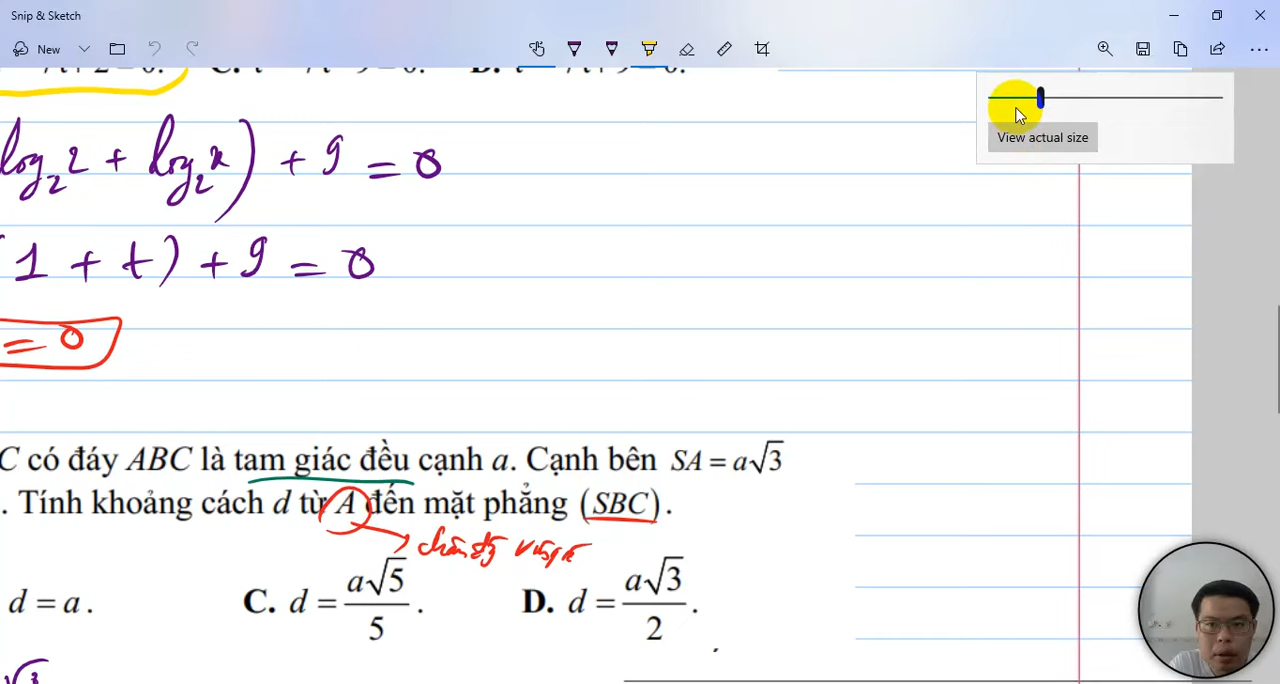 Snip & Sketch
New
View actual size
log₂2 + log₂x) + 9 = 0
(1 + t) + 9 = 0
= 0
C có đáy ABC là tam giác đều cạnh a. Cạnh bên SA = a√3
. Tính khoảng cách d từ A đến mặt phẳng (SBC).
chân đg vuông
d = a. C. d = a√5/5. D. d = a√3/2.